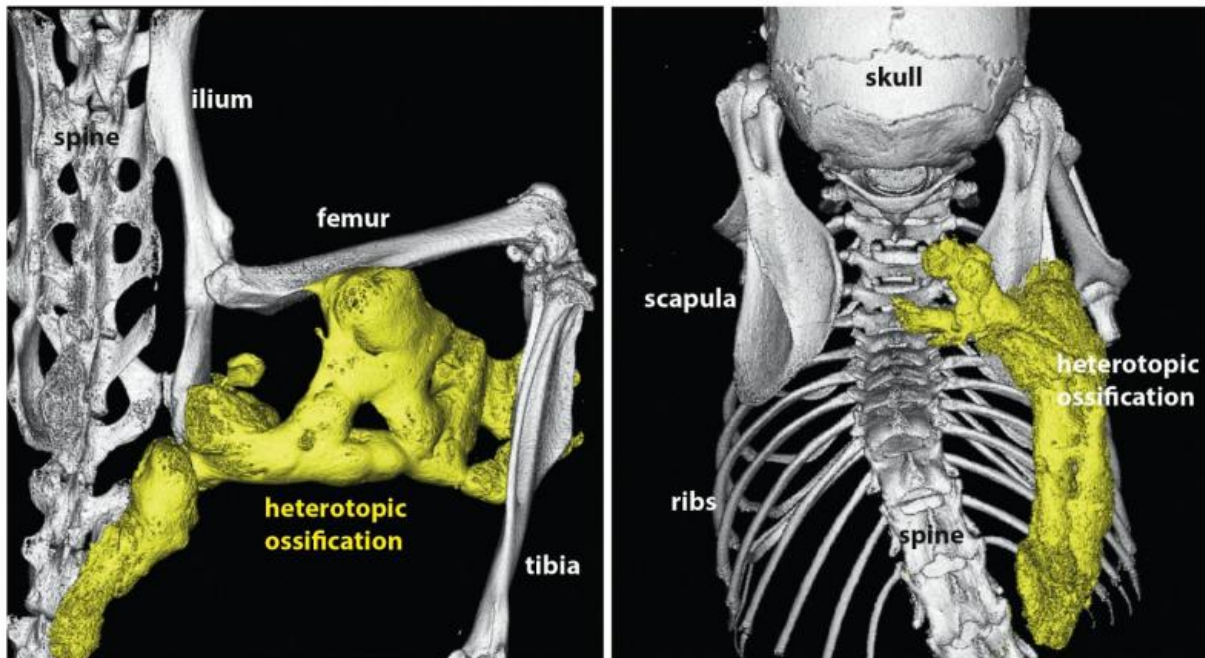 ilium
spine
femur
heterotopic
ossification
tibia
skull
scapula
heterotopic
ossification
ribs
spine